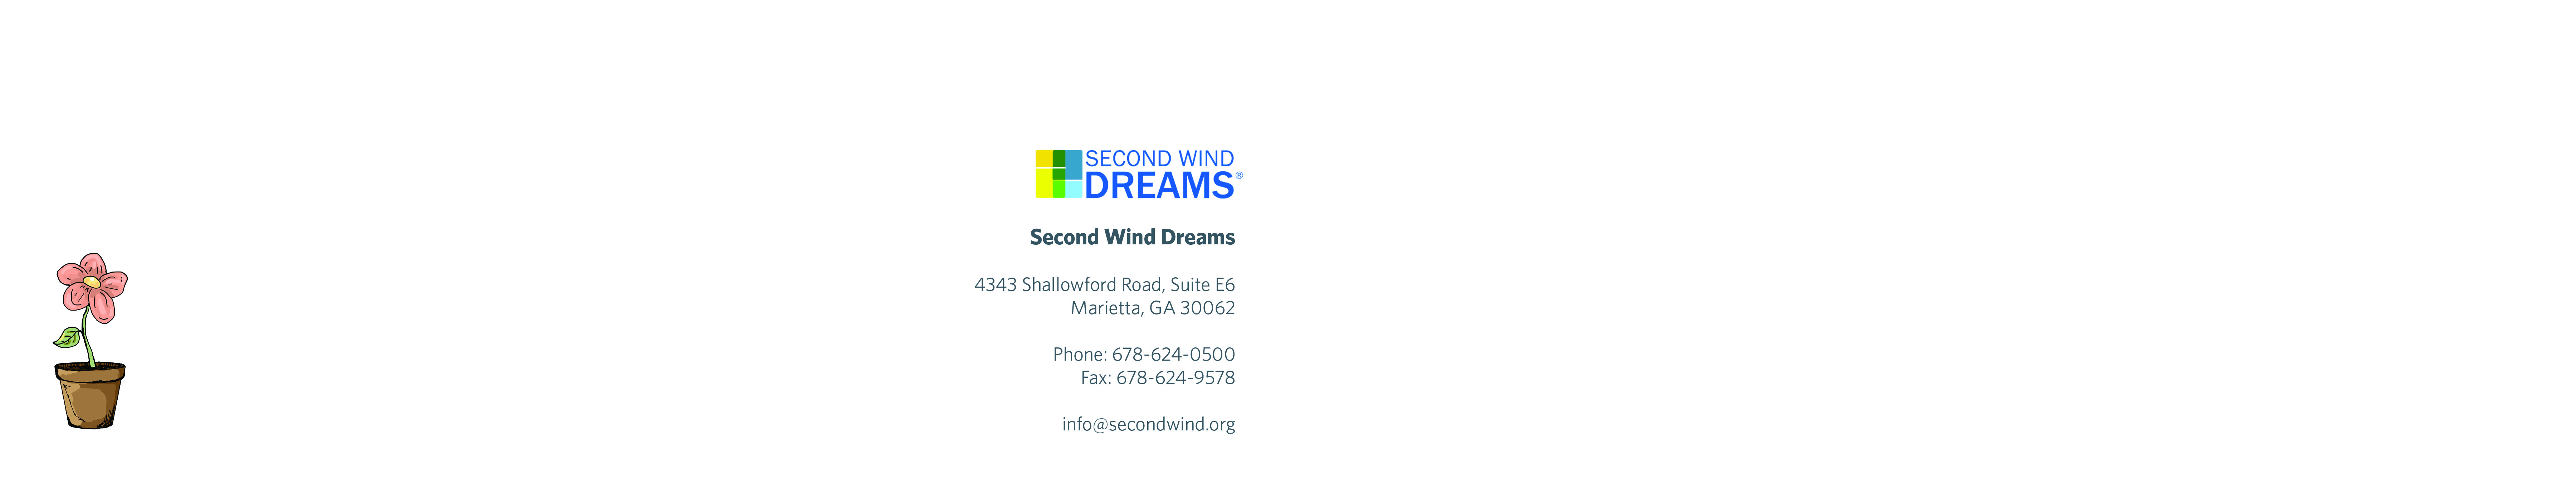 SECOND WIND
DREAMS®
Second Wind Dreams
4343 Shallowford Road, Suite E6
Marietta, GA 30062
Phone: 678-624-0500
Fax: 678-624-9578
info@secondwind.org